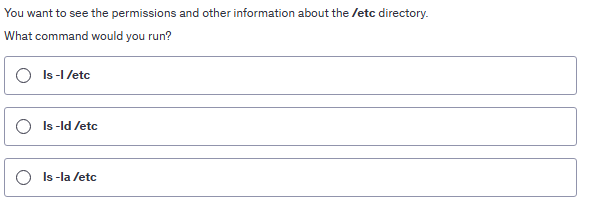 You want to see the permissions and other information about the /etc directory.
What command would you run?
ls -l /etc
ls -ld /etc
ls -la /etc